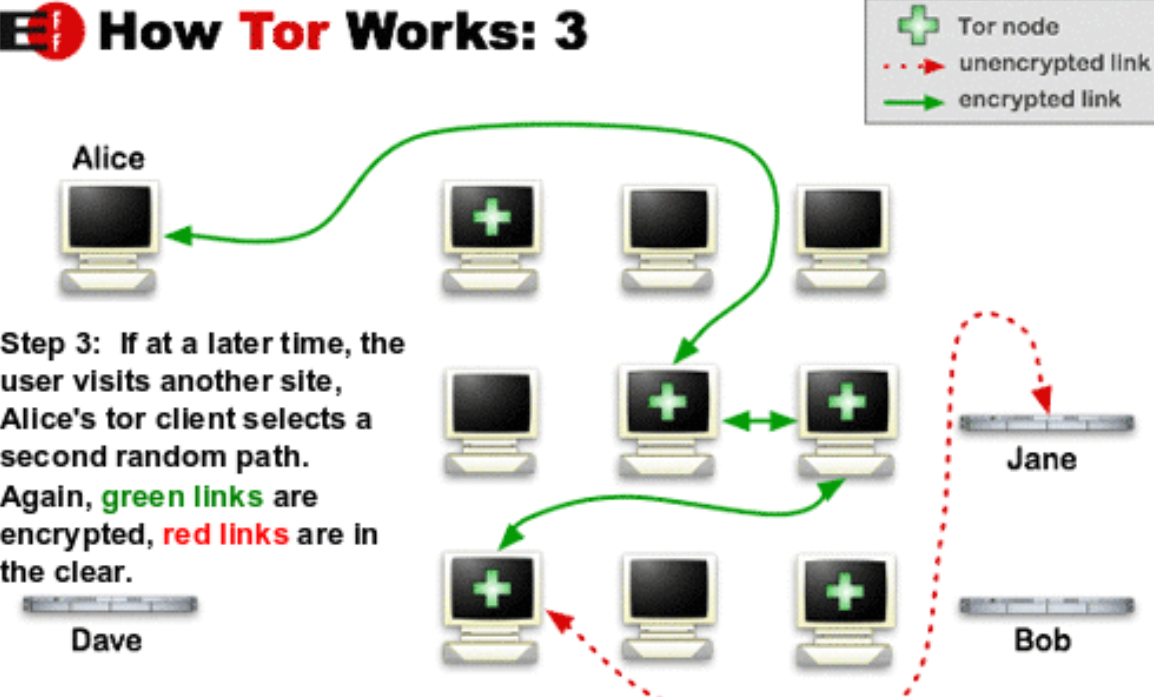 EFF How Tor Works: 3
Tor node
unencrypted link
encrypted link
Alice
Step 3: If at a later time, the
user visits another site,
Alice's tor client selects a
second random path.
Again, green links are
encrypted, red links are in
the clear.
Jane
Dave
Bob